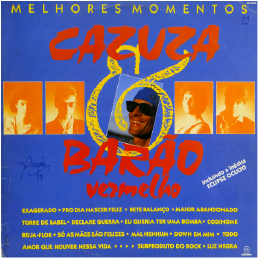 MELHORES MOMENTOS
CAZUZA
BARÃO
vermelho
incluindo a inédita
ECLIPSE OCULTO
EXAGERADO • PRO DIA NASCER FELIZ • BETE BALANÇO • MAIOR ABANDONADO
TORRE DE BABEL • DECLARE GUERRA • EU QUERIA TER UMA BOMBA • CODINOME
BEIJA-FLOR • SÓ AS MÃES SÃO FELIZES • MAL NENHUM • DOWN EM MIM • TODO
AMOR QUE HOUVER NESSA VIDA • • • • SUBPRODUTO DO ROCK • LUZ NEGRA